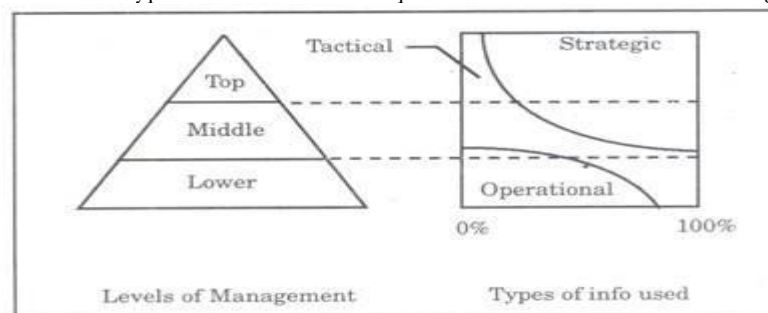 Tactical
Strategic
Top
Middle
Lower
Operational
0%
100%
Levels of Management
Types of info used